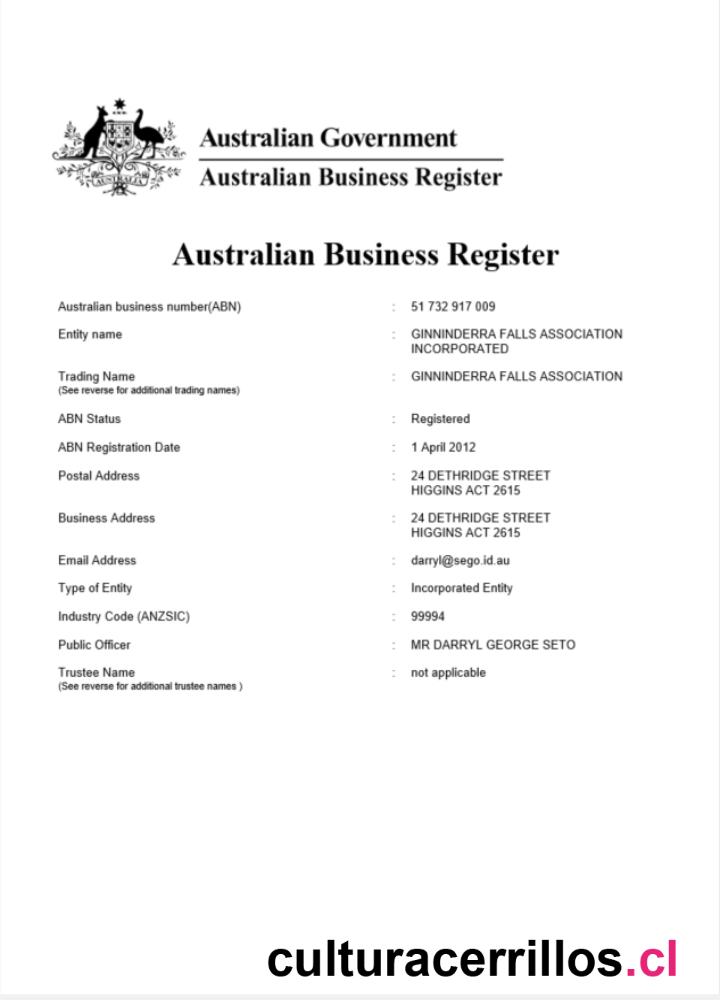 Australian Government
Australian Business Register
AUSTRALIA
Australian Business Register
Australian business number(ABN) : 51 732 917 009
Entity name : GINNINDERRA FALLS ASSOCIATION
INCORPORATED
Trading Name : GINNINDERRA FALLS ASSOCIATION
(See reverse for additional trading names)
ABN Status : Registered
ABN Registration Date : 1 April 2012
Postal Address : 24 DETHRIDGE STREET
HIGGINS ACT 2615
Business Address : 24 DETHRIDGE STREET
HIGGINS ACT 2615
Email Address : darryl@sego.id.au
Type of Entity : Incorporated Entity
Industry Code (ANZSIC) : 99994
Public Officer : MR DARRYL GEORGE SETO
Trustee Name : not applicable
(See reverse for additional trustee names )
culturacerrillos.cl